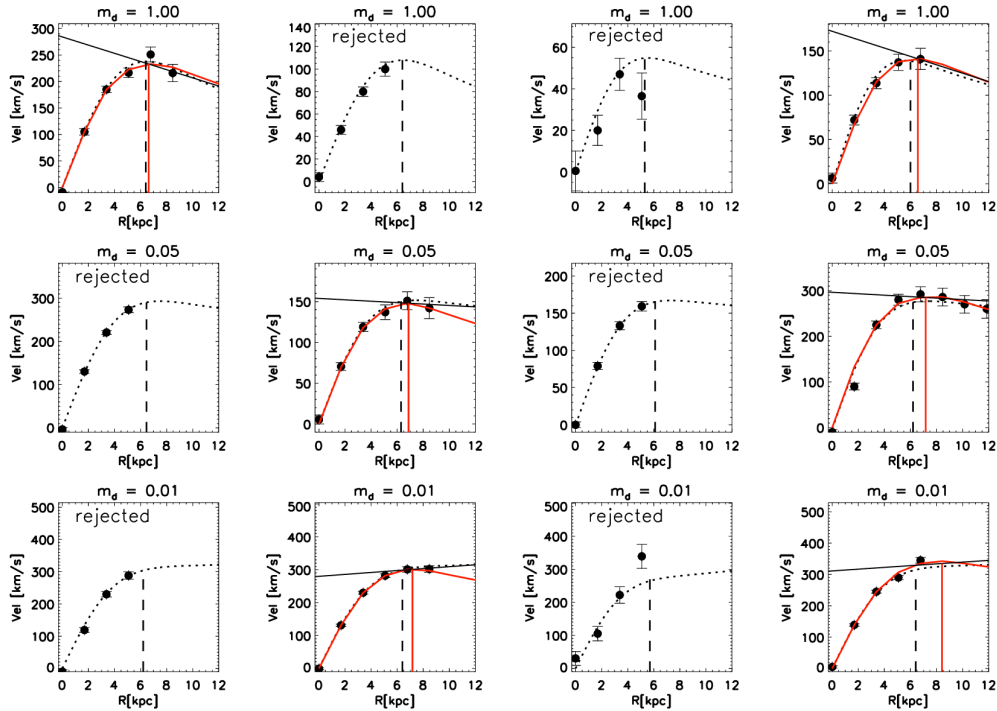 m_d = 1.00
300
250
200
150
100
50
0
Vel [km/s]
0 2 4 6 8 10 12
R[kpc]
m_d = 1.00
rejected
140
120
100
80
60
40
20
0
Vel [km/s]
0 2 4 6 8 10 12
R[kpc]
m_d = 1.00
rejected
60
40
20
0
Vel [km/s]
0 2 4 6 8 10 12
R[kpc]
m_d = 1.00
150
100
50
0
Vel [km/s]
0 2 4 6 8 10 12
R[kpc]
m_d = 0.05
rejected
300
200
100
0
Vel [km/s]
0 2 4 6 8 10 12
R[kpc]
m_d = 0.05
150
100
50
0
Vel [km/s]
0 2 4 6 8 10 12
R[kpc]
m_d = 0.05
rejected
200
150
100
50
0
Vel [km/s]
0 2 4 6 8 10 12
R[kpc]
m_d = 0.05
300
200
100
0
Vel [km/s]
0 2 4 6 8 10 12
R[kpc]
m_d = 0.01
rejected
500
400
300
200
100
0
Vel [km/s]
0 2 4 6 8 10 12
R[kpc]
m_d = 0.01
500
400
300
200
100
0
Vel [km/s]
0 2 4 6 8 10 12
R[kpc]
m_d = 0.01
rejected
500
400
300
200
100
0
Vel [km/s]
0 2 4 6 8 10 12
R[kpc]
m_d = 0.01
500
400
300
200
100
0
Vel [km/s]
0 2 4 6 8 10 12
R[kpc]